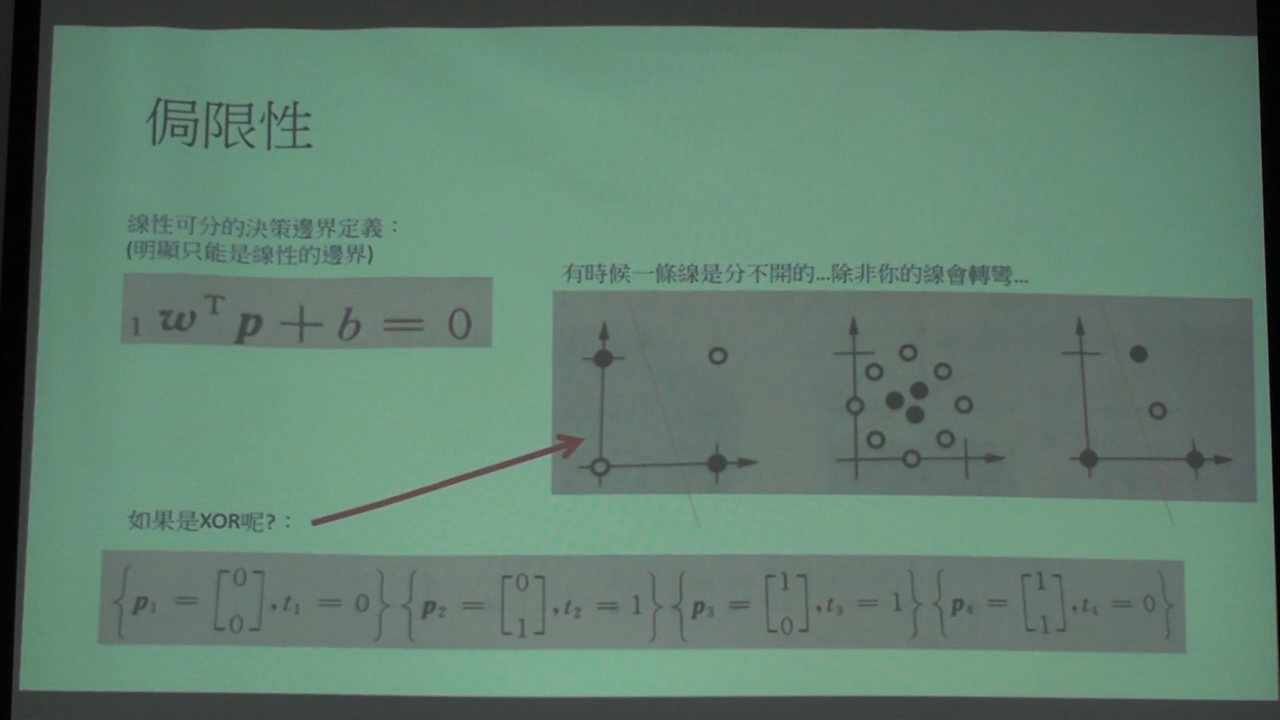 侷限性
線性可分的決策邊界定義：
(明顯只能是線性的邊界)
₁wᵀp + b = 0
有時候一條線是分不開的...除非你的線會轉彎...
如果是XOR呢?：
{p₁ = [0 0], t₁ = 0} {p₂ = [0 1], t₂ = 1} {p₃ = [1 0], t₃ = 1} {p₄ = [1 1], t₄ = 0}